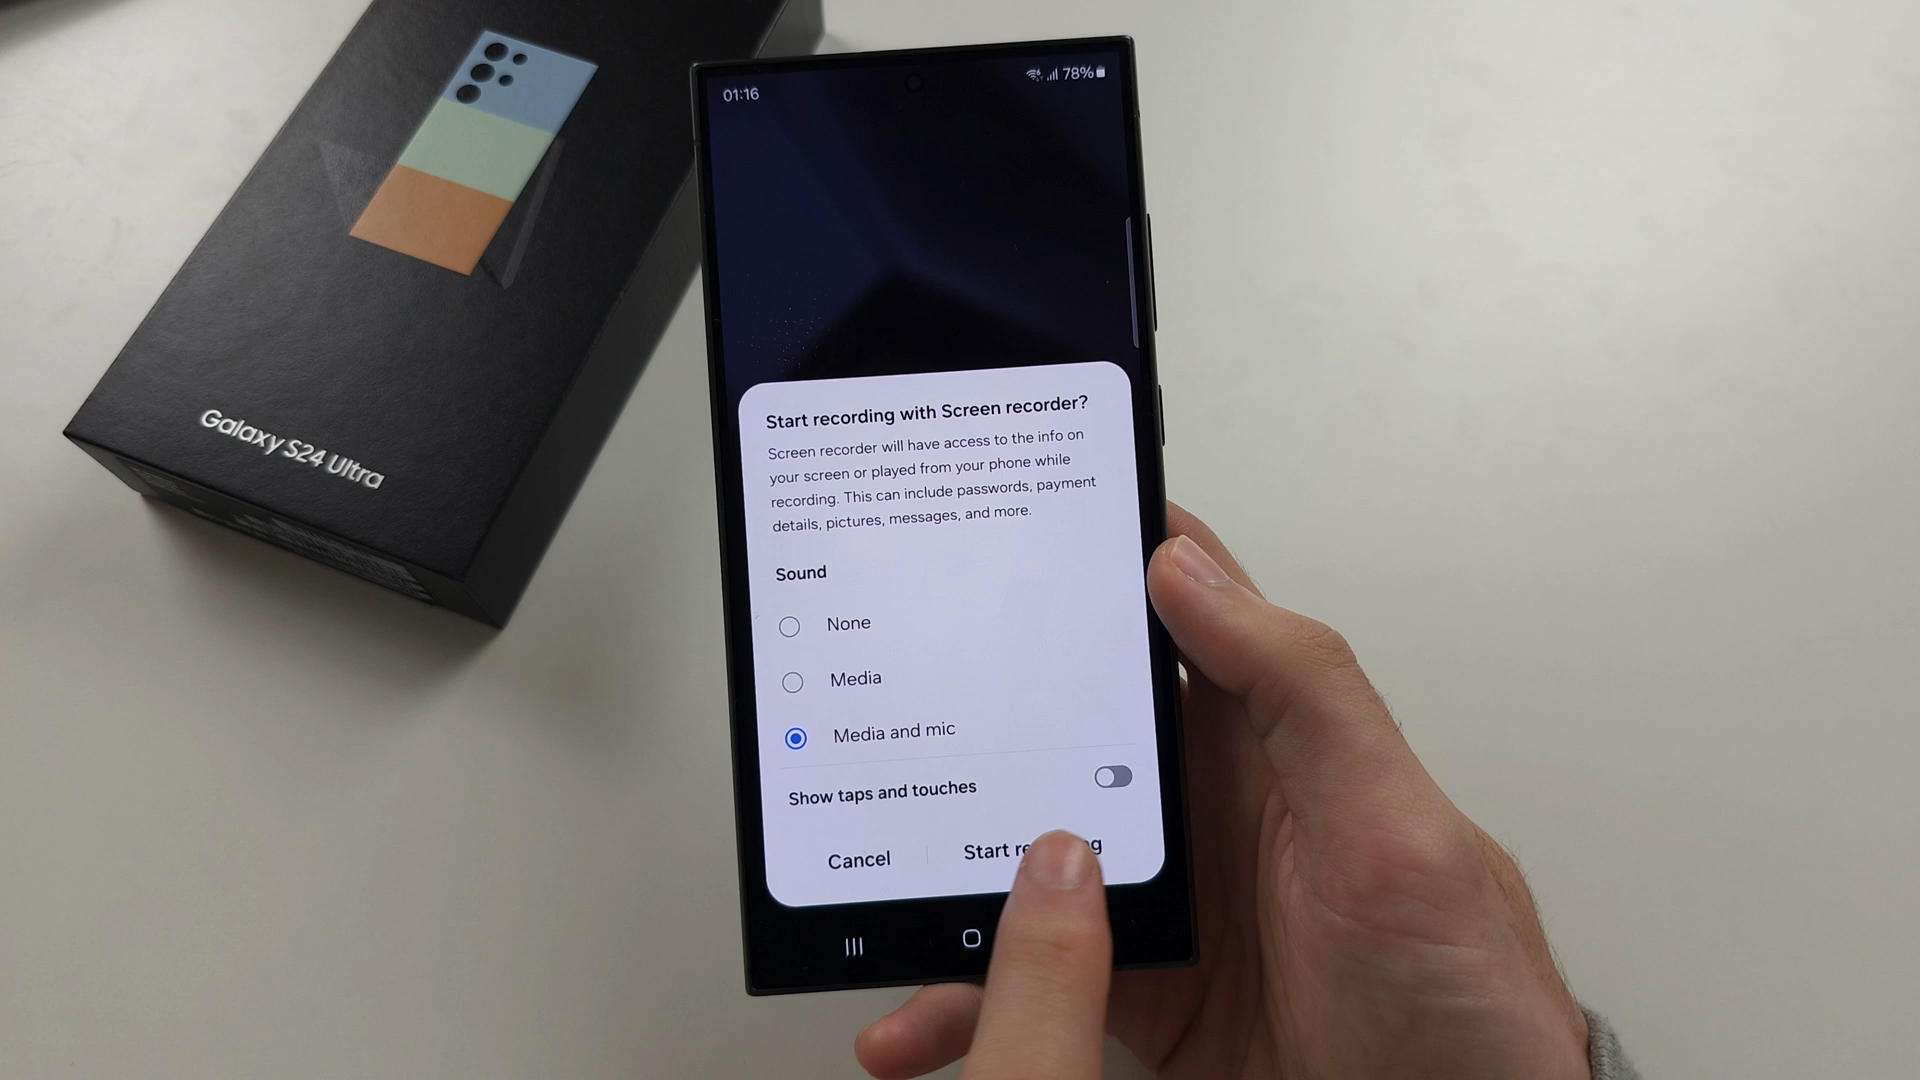 Galaxy S24 Ultra
01:16
78%
Start recording with Screen recorder?
Screen recorder will have access to the info on
your screen or played from your phone while
recording. This can include passwords, payment
details, pictures, messages, and more.
Sound
None
Media
Media and mic
Show taps and touches
Cancel
Start